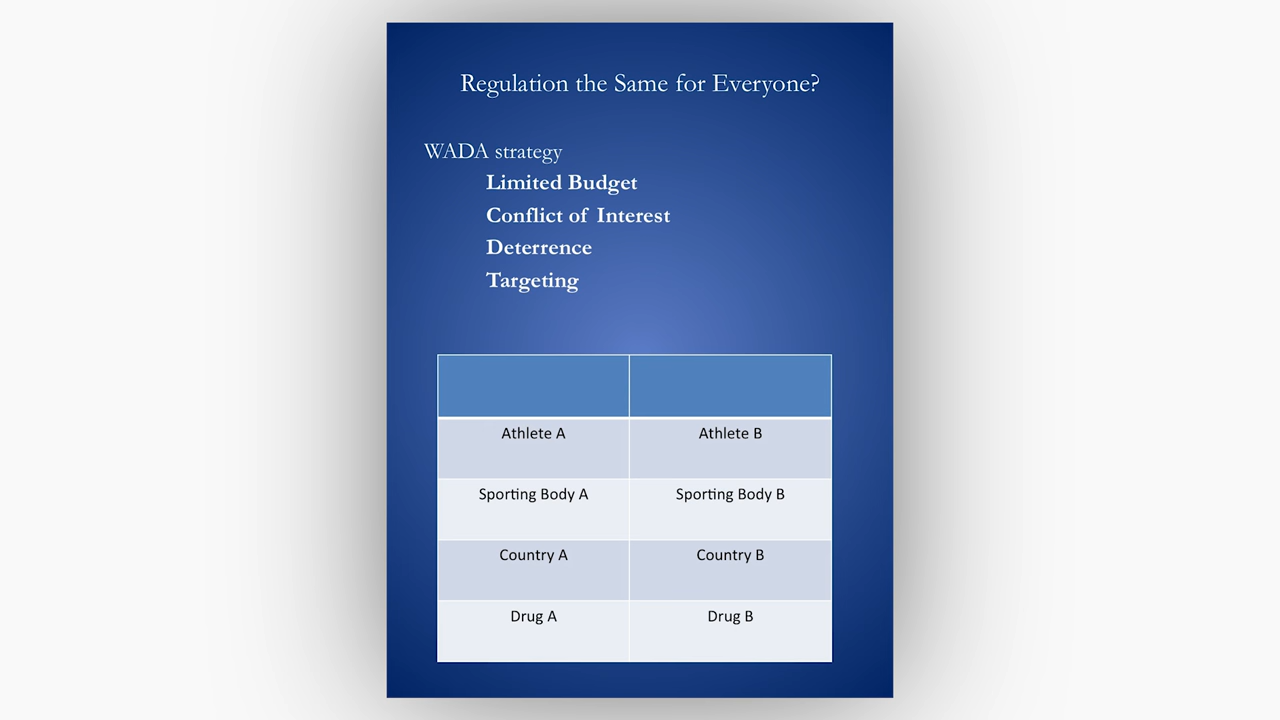 Regulation the Same for Everyone?
WADA strategy
Limited Budget
Conflict of Interest
Deterrence
Targeting
Athlete A Athlete B
Sporting Body A Sporting Body B
Country A Country B
Drug A Drug B